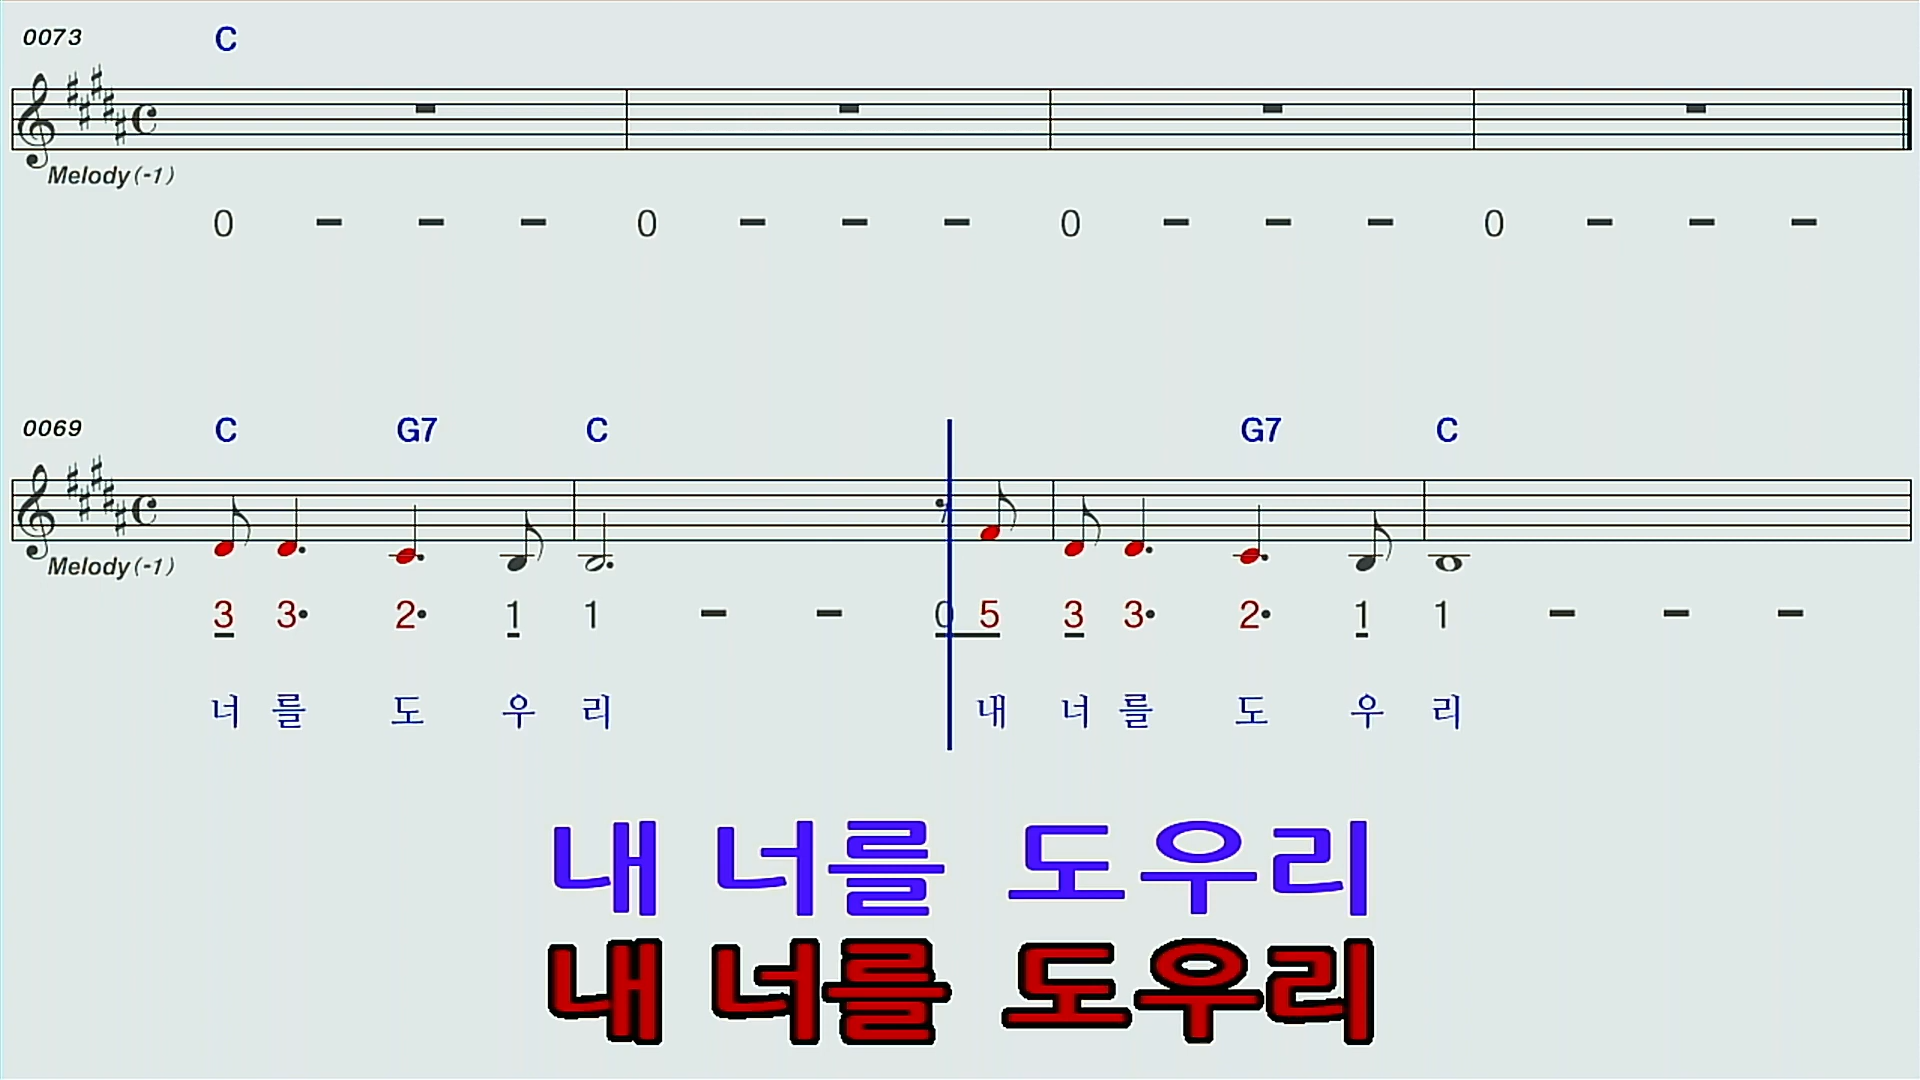 0073 C
Melody(-1)
0 - - - 0 - - - 0 - - - 0 - - -
0069 C G7 C G7 C
Melody(-1)
3 3• 2• 1 1 - - 0 5 3 3• 2• 1 1 - - -
너 를 도 우 리 내 너 를 도 우 리
내 너를 도우리
내 너를 도우리